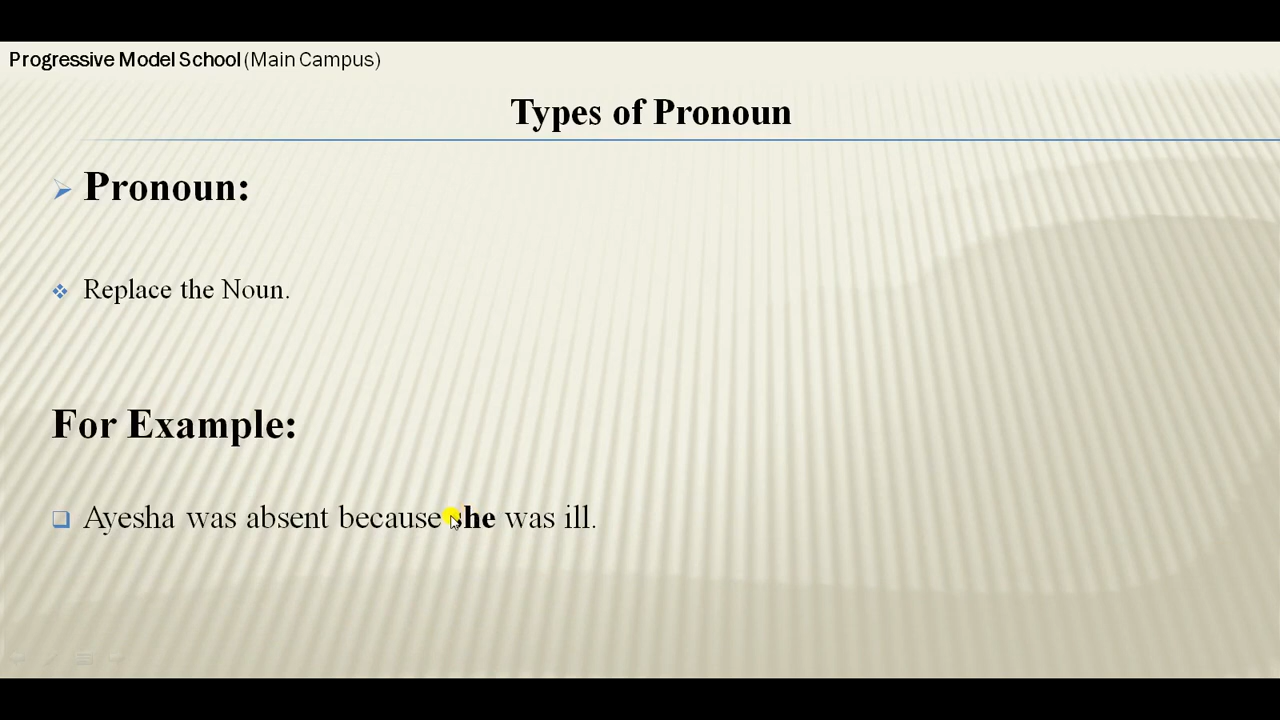 Progressive Model School (Main Campus)
Types of Pronoun
Pronoun:
Replace the Noun.
For Example:
Ayesha was absent because she was ill.